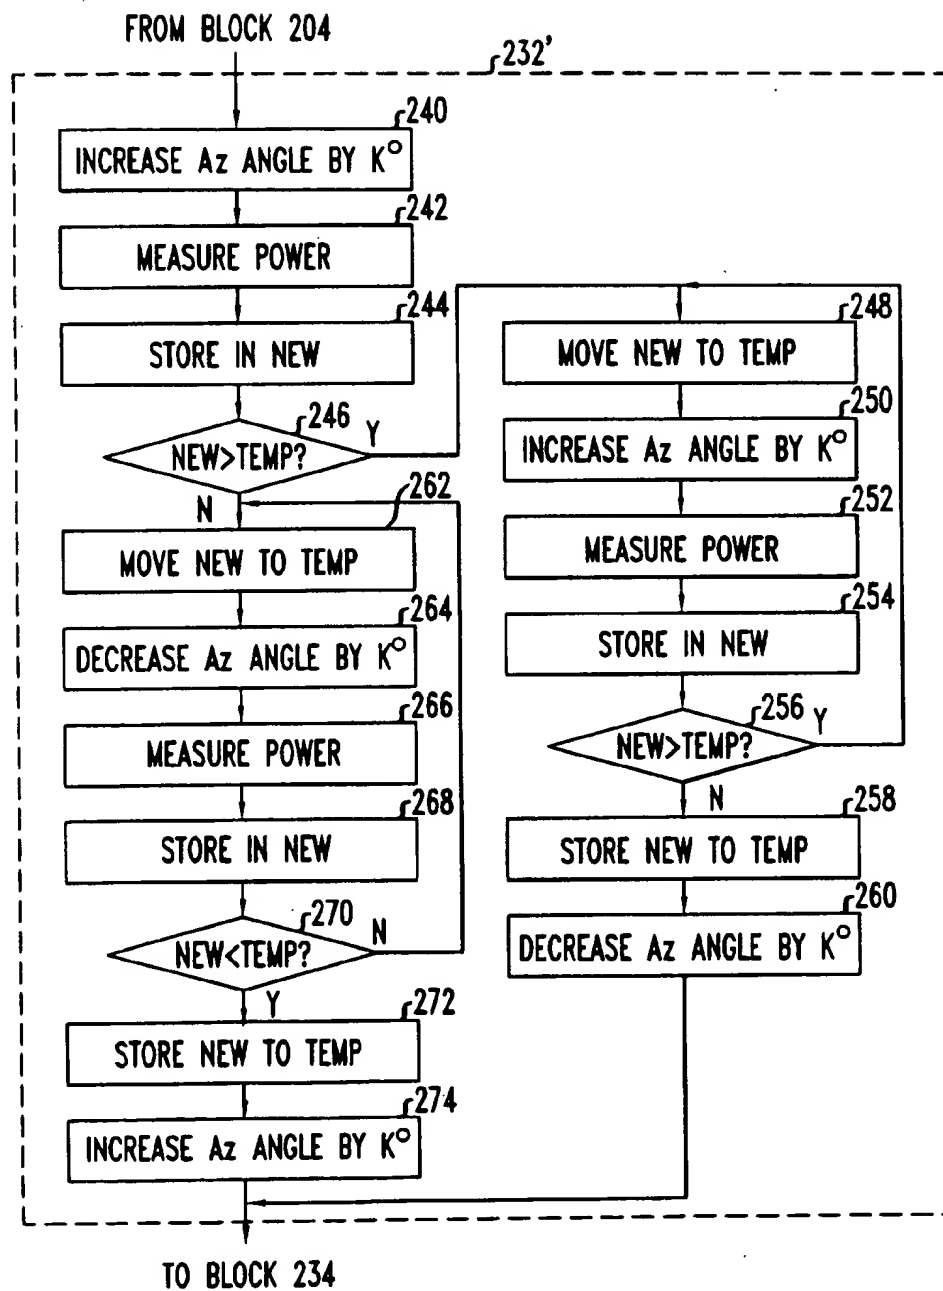 FROM BLOCK 204
232'
240
INCREASE Az ANGLE BY K°
242
MEASURE POWER
244
STORE IN NEW
246
NEW>TEMP?
Y
N
262
MOVE NEW TO TEMP
264
DECREASE Az ANGLE BY K°
266
MEASURE POWER
268
STORE IN NEW
270
NEW<TEMP?
N
Y
272
STORE NEW TO TEMP
274
INCREASE Az ANGLE BY K°
248
MOVE NEW TO TEMP
250
INCREASE Az ANGLE BY K°
252
MEASURE POWER
254
STORE IN NEW
256
NEW>TEMP?
Y
N
258
STORE NEW TO TEMP
260
DECREASE Az ANGLE BY K°
TO BLOCK 234